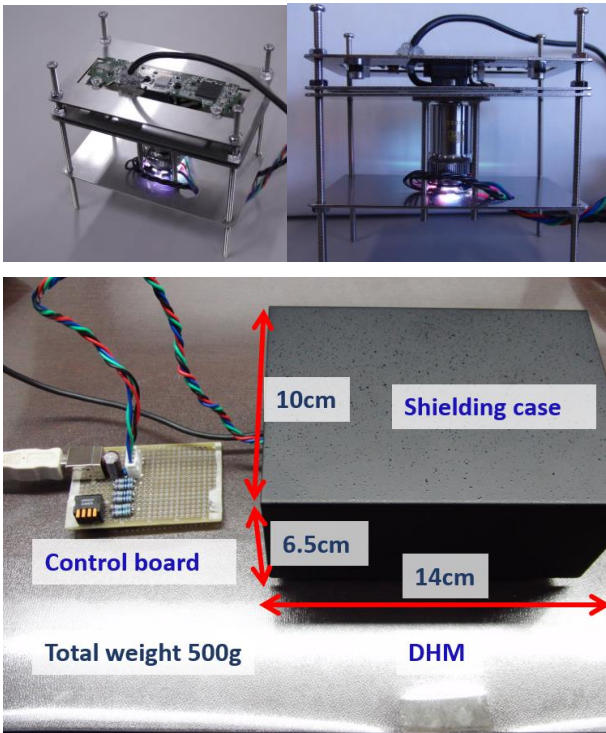 10cm
Shielding case
6.5cm
Control board
14cm
Total weight 500g
DHM